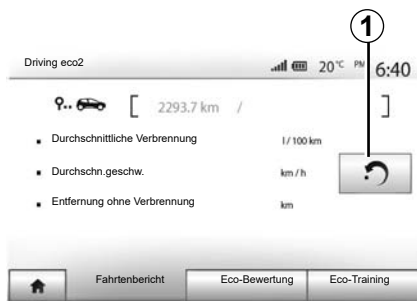 1
Driving eco2 20°C PM 6:40
[ 2293.7 km / ]
Durchschnittliche Verbrennung l / 100 km
Durchschn.geschw. km / h
Entfernung ohne Verbrennung km
Fahrtenbericht Eco-Bewertung Eco-Training